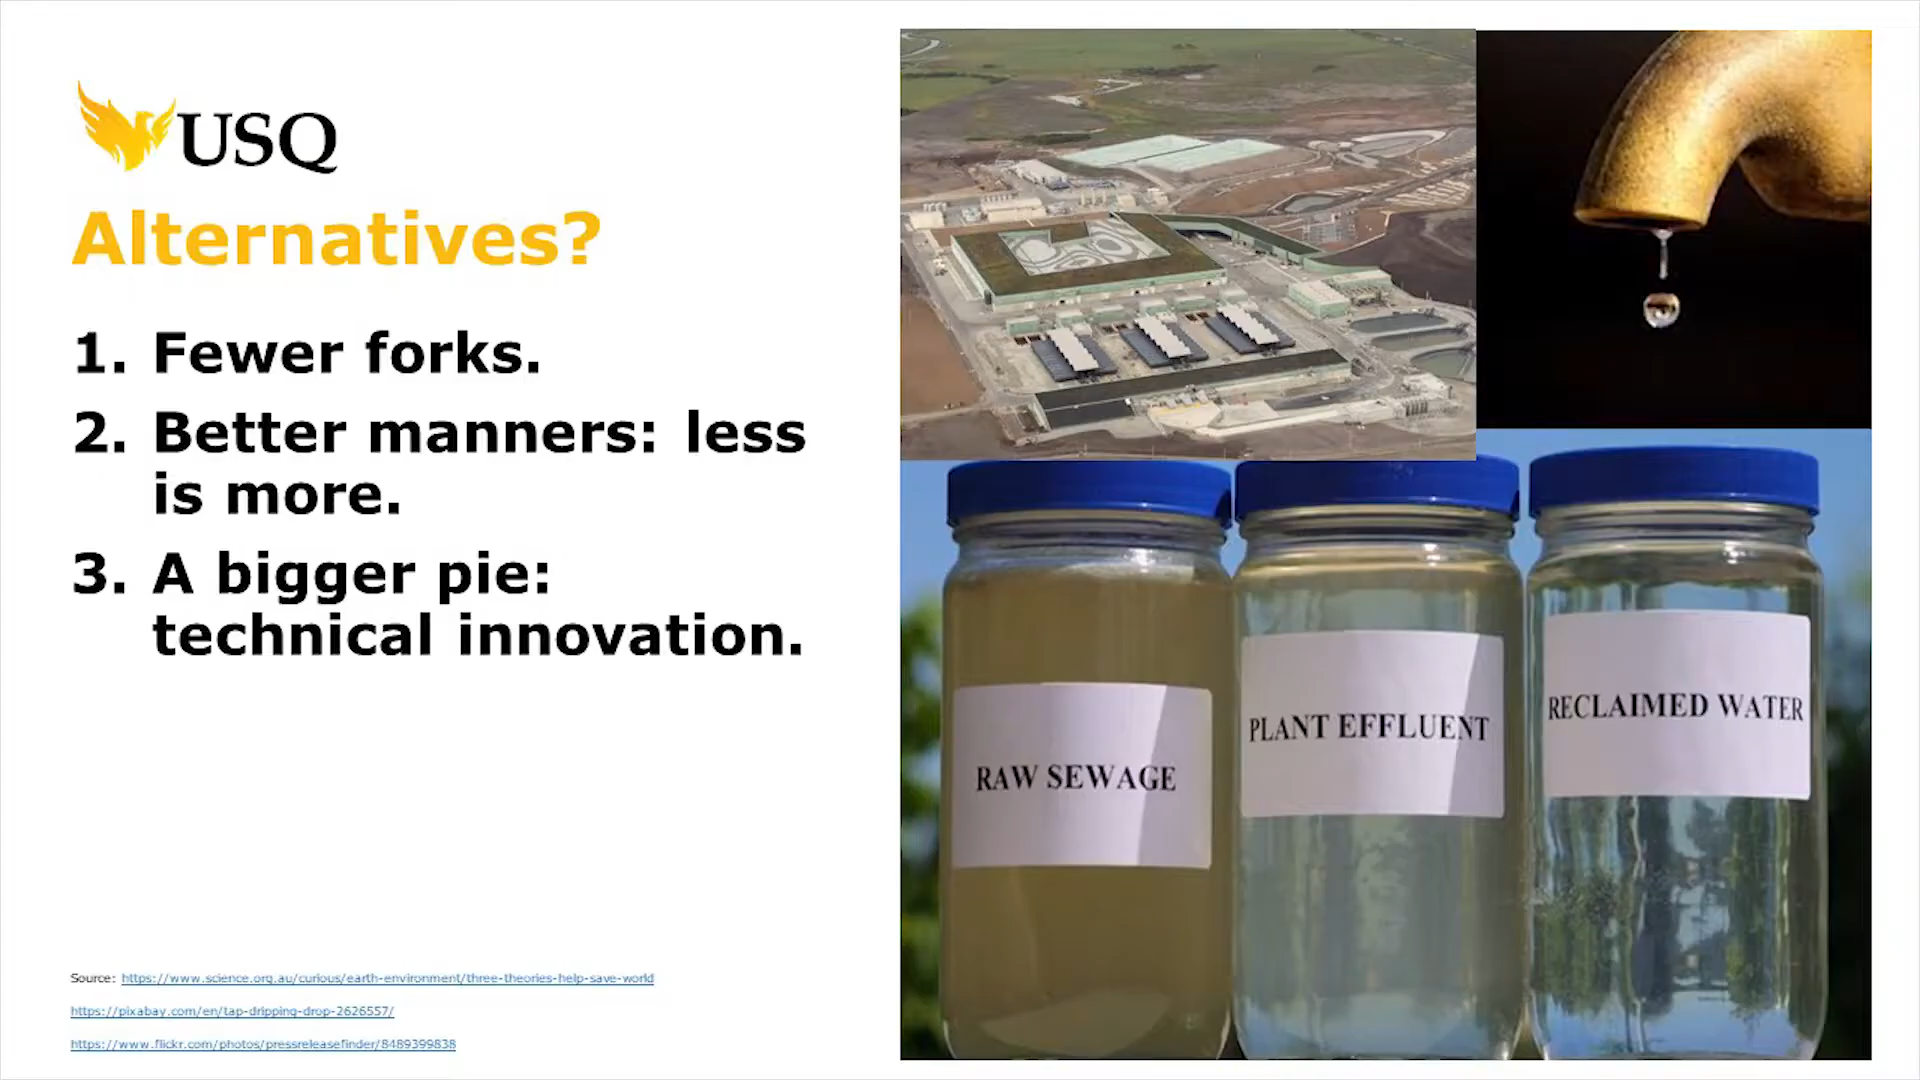 USQ
Alternatives?
1. Fewer forks.
2. Better manners: less
is more.
3. A bigger pie:
technical innovation.
Source: https://www.science.org.au/curious/earth-environment/three-theories-help-save-world
https://pixabay.com/en/tap-dripping-drop-2626557/
https://www.flickr.com/photos/pressreleasefinder/8489399838
RAW SEWAGE
PLANT EFFLUENT
RECLAIMED WATER